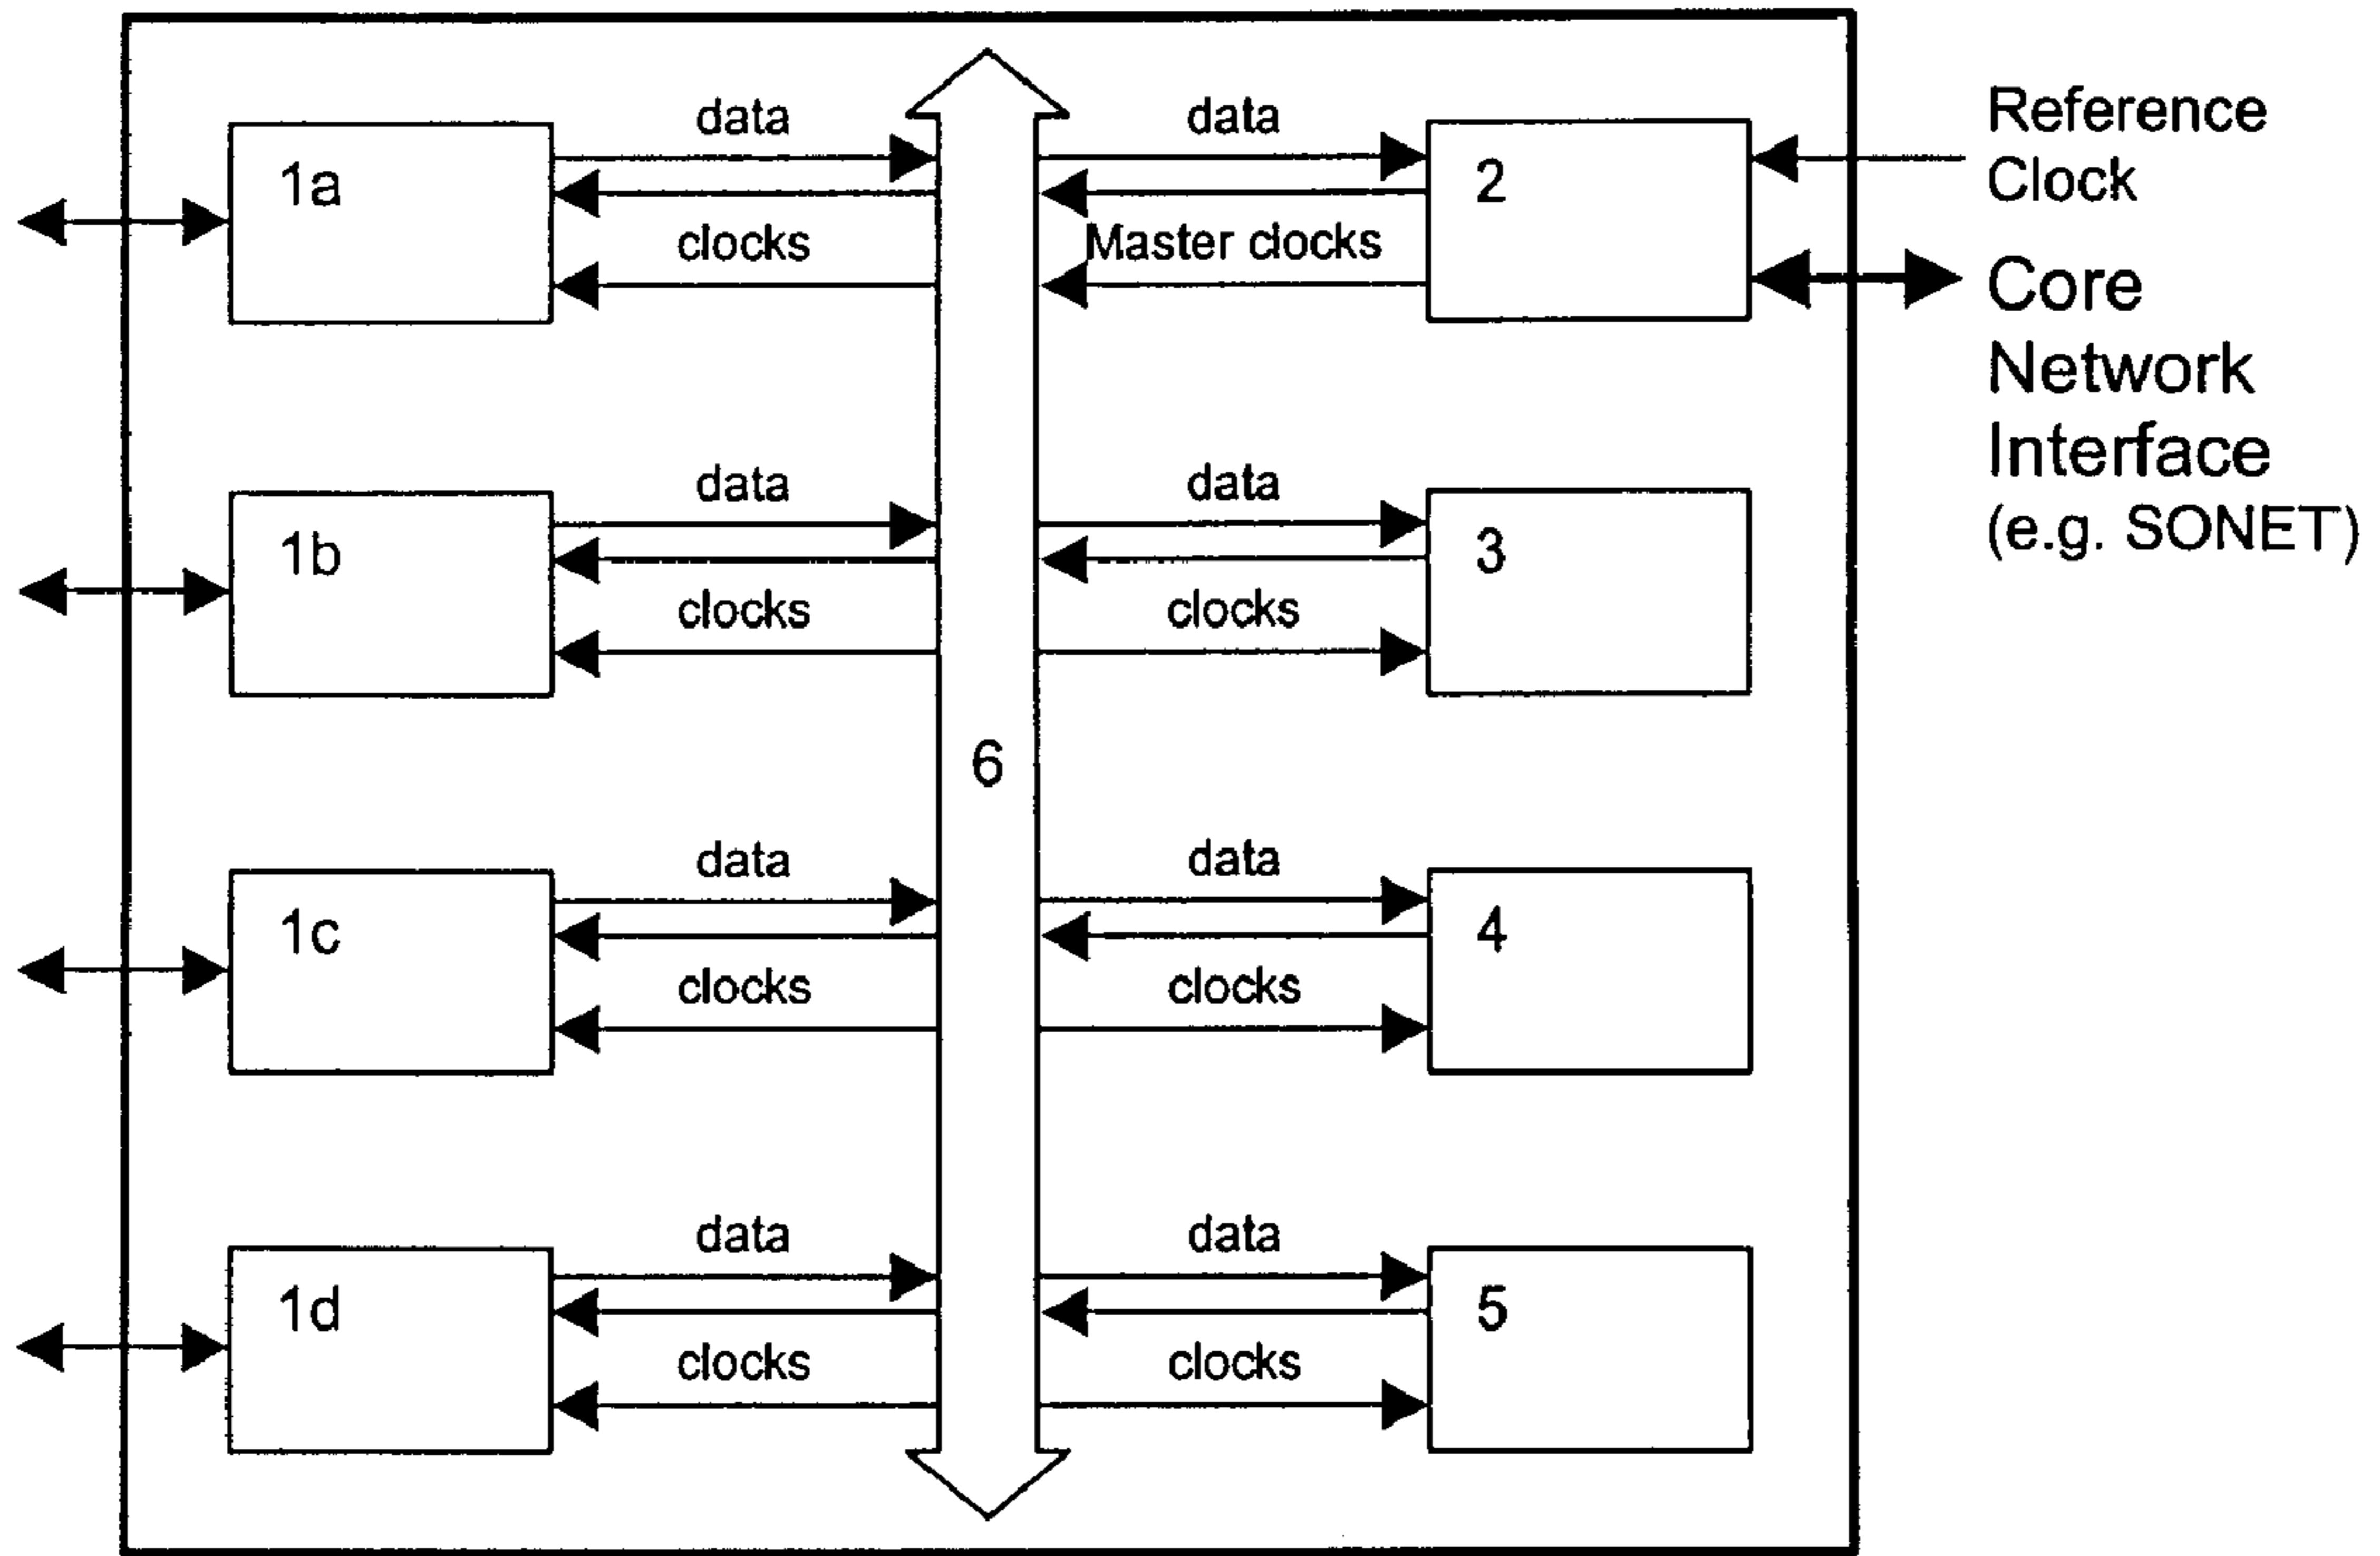 data
data
Reference
Clock
1a
2
clocks
Master clocks
Core
Network
Interface
(e.g. SONET)
data
data
1b
3
clocks
clocks
6
data
data
1c
4
clocks
clocks
data
data
1d
5
clocks
clocks